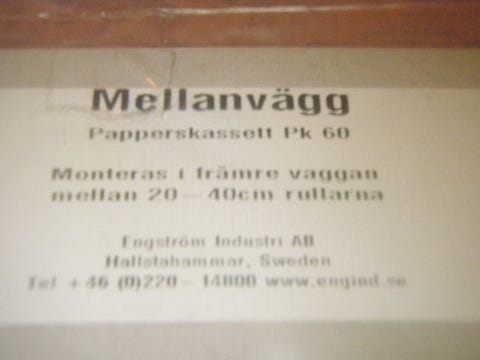 Mellanvägg
Papperskassett Pk 60
Monteras i främre vaggan
mellan 20 – 40cm rullarna
Engström Industri AB
Hallstahammar, Sweden
Tel +46 (0)220 – 14800 www.engind.se